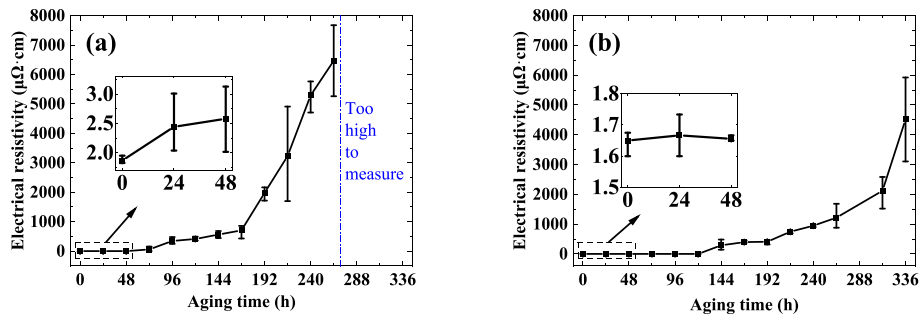 (a)
Electrical resistivity (μΩ·cm)
8000
7000
6000
5000
4000
3000
2000
1000
0
3.0
2.5
2.0
0 24 48
Too
high
to
measure
0 48 96 144 192 240 288 336
Aging time (h)
(b)
Electrical resistivity (μΩ·cm)
8000
7000
6000
5000
4000
3000
2000
1000
0
1.8
1.7
1.6
1.5
0 24 48
0 48 96 144 192 240 288 336
Aging time (h)